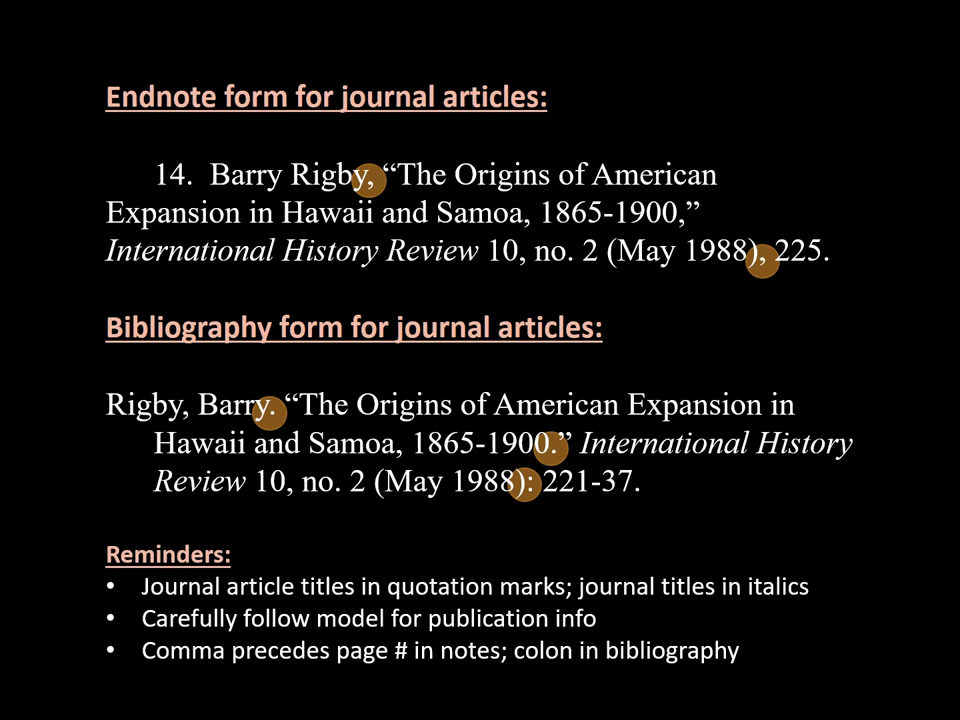 Endnote form for journal articles:
14. Barry Rigby, “The Origins of American
Expansion in Hawaii and Samoa, 1865-1900,”
International History Review 10, no. 2 (May 1988), 225.
Bibliography form for journal articles:
Rigby, Barry. “The Origins of American Expansion in
Hawaii and Samoa, 1865-1900.” International History
Review 10, no. 2 (May 1988): 221-37.
Reminders:
• Journal article titles in quotation marks; journal titles in italics
• Carefully follow model for publication info
• Comma precedes page # in notes; colon in bibliography